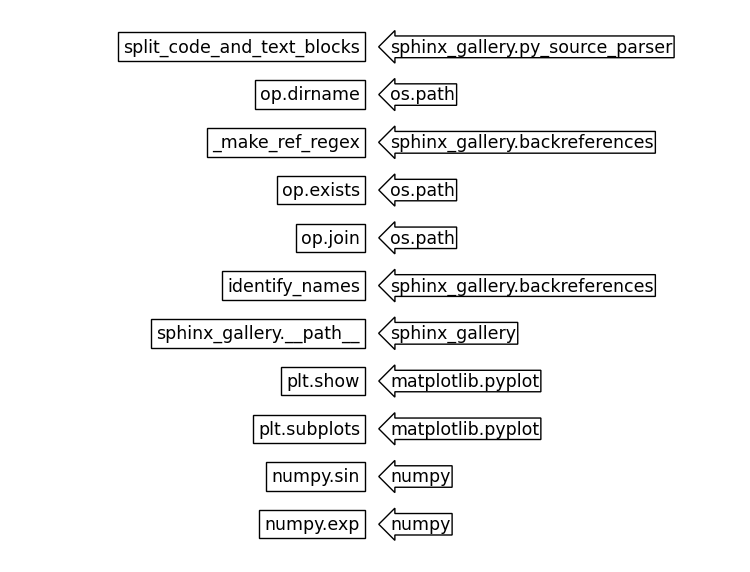 split_code_and_text_blocks sphinx_gallery.py_source_parser
op.dirname os.path
_make_ref_regex sphinx_gallery.backreferences
op.exists os.path
op.join os.path
identify_names sphinx_gallery.backreferences
sphinx_gallery.__path__ sphinx_gallery
plt.show matplotlib.pyplot
plt.subplots matplotlib.pyplot
numpy.sin numpy
numpy.exp numpy